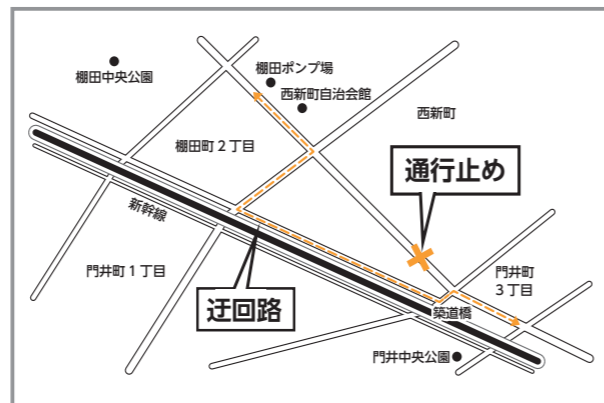 棚田ポンプ場
棚田中央公園
西新町自治会館
西新町
棚田町2丁目
通行止め
新幹線
門井町1丁目
迂回路
門井町
3丁目
築道橋
門井中央公園